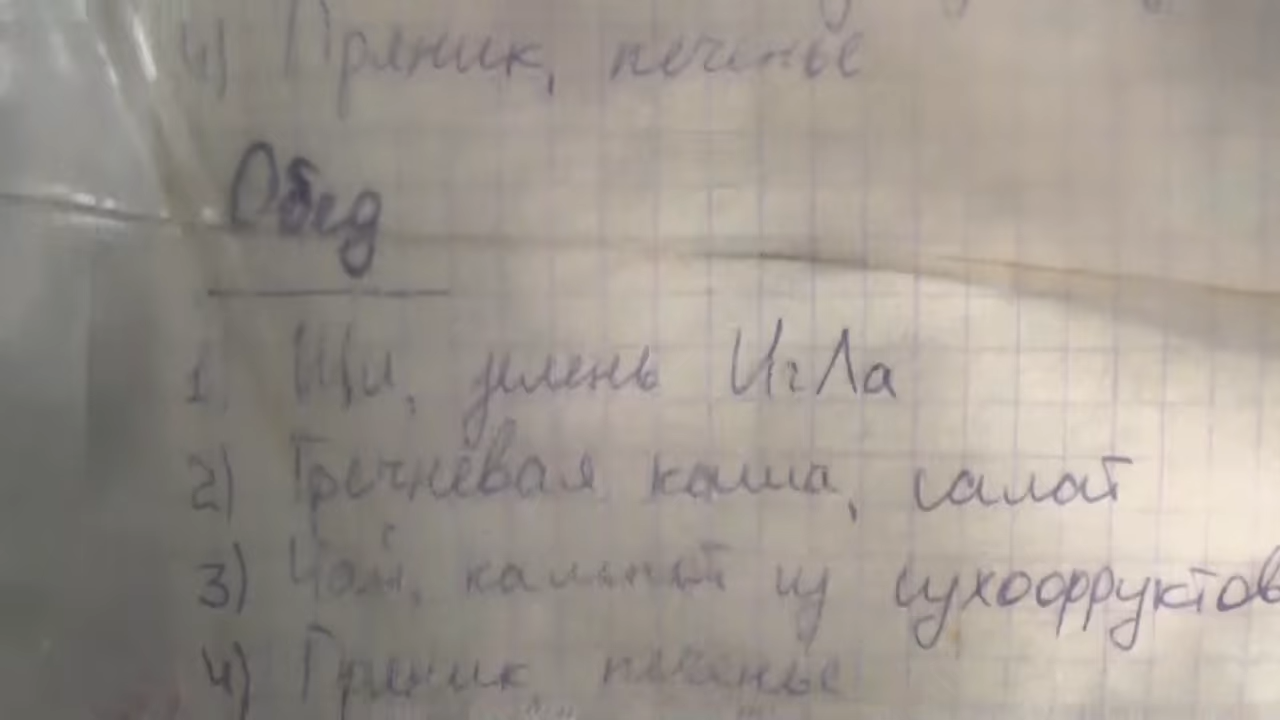 4) Пряник, печенье
Обед
1. Щи, зелень ИгЛа
2) Гречневая каша, салат
3) Чай, компот из сухофруктов
4) Пряник, печенье